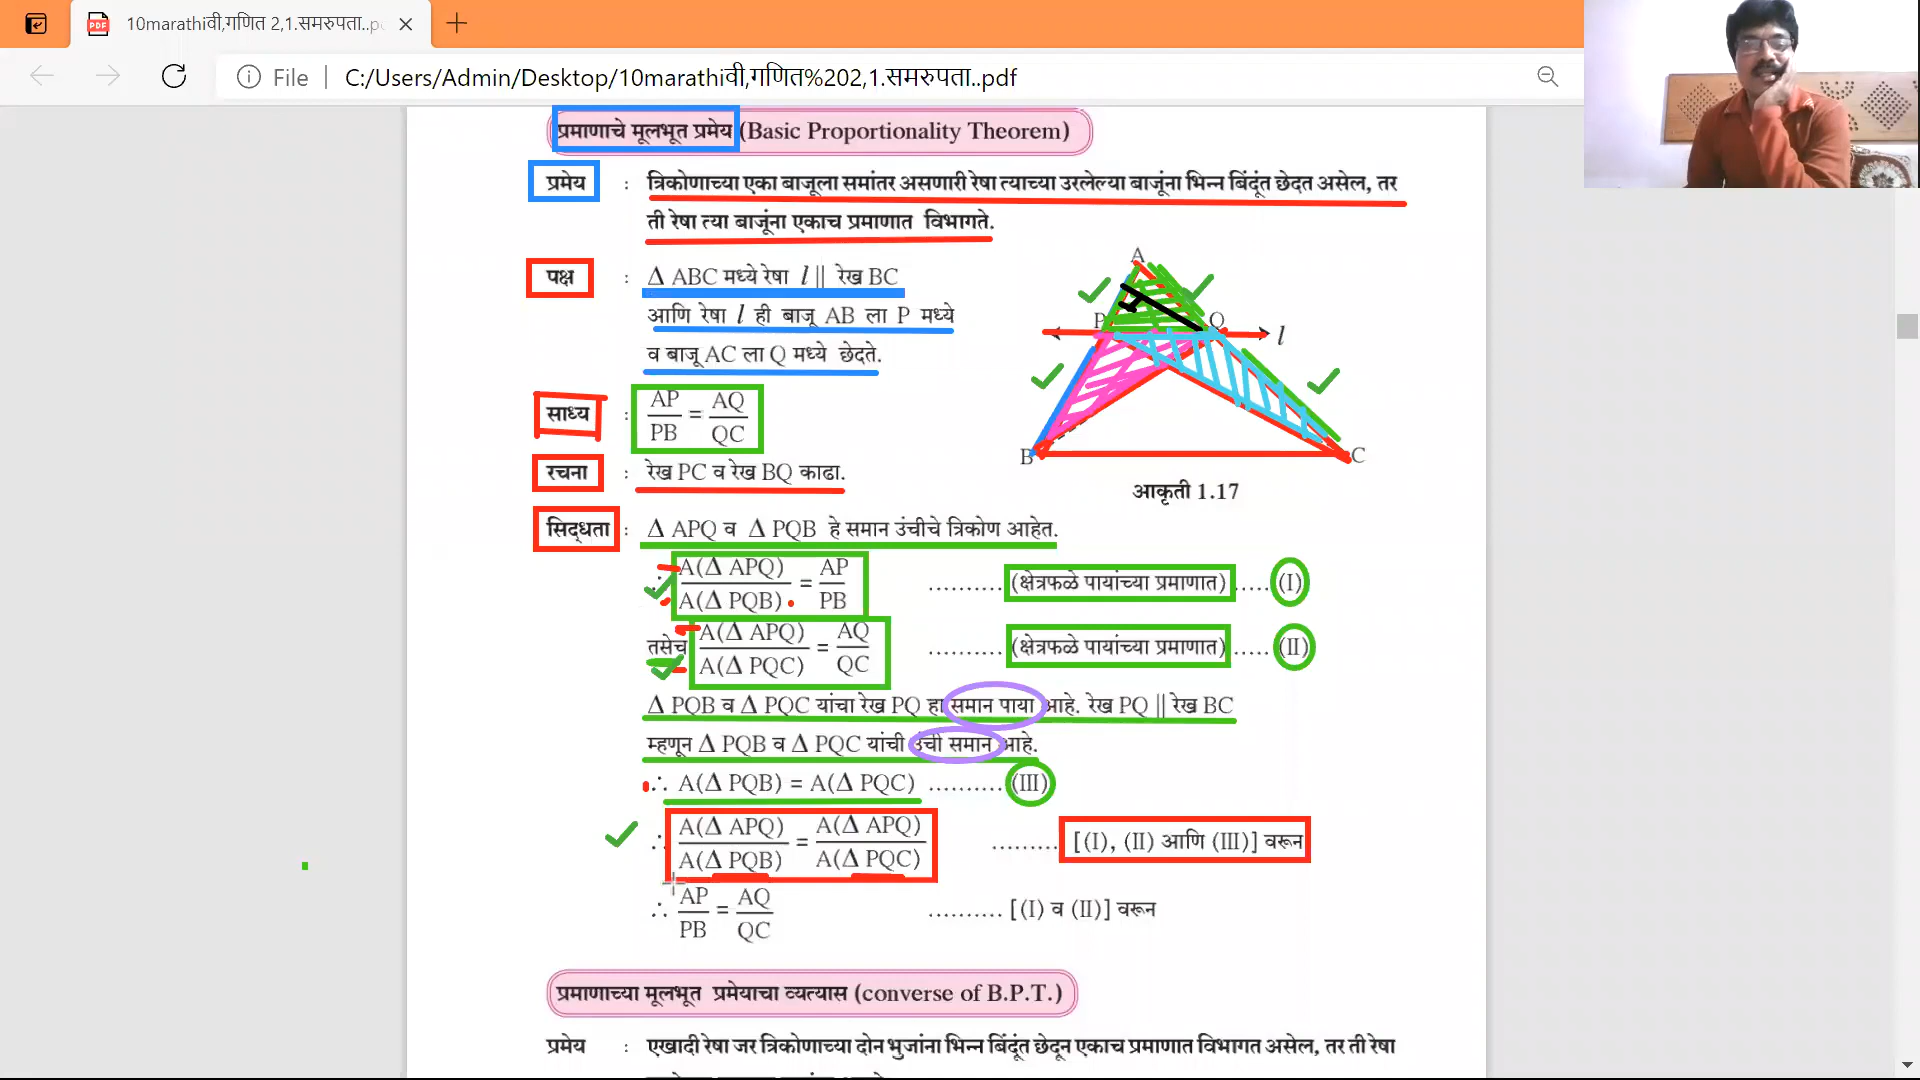 10marathiवी,गणित 2,1.समरुपता..pd
File | C:/Users/Admin/Desktop/10marathiवी,गणित%202,1.समरुपता..pdf
प्रमाणाचे मूलभूत प्रमेय (Basic Proportionality Theorem)
प्रमेय : त्रिकोणाच्या एका बाजूला समांतर असणारी रेषा त्याच्या उरलेल्या बाजूंना भिन्न बिंदूंत छेदत असेल, तर
ती रेषा त्या बाजूंना एकाच प्रमाणात विभागते.
पक्ष : Δ ABC मध्ये रेषा l || रेख BC
आणि रेषा l ही बाजू AB ला P मध्ये
व बाजू AC ला Q मध्ये छेदते.
साध्य : AP/PB = AQ/QC
रचना : रेख PC व रेख BQ काढा.
A
P Q l
B C
आकृती 1.17
सिद्धता : Δ APQ व Δ PQB हे समान उंचीचे त्रिकोण आहेत.
∴ A(Δ APQ)/A(Δ PQB) = AP/PB .......... (क्षेत्रफळे पायांच्या प्रमाणात) ..... (I)
तसेच A(Δ APQ)/A(Δ PQC) = AQ/QC .......... (क्षेत्रफळे पायांच्या प्रमाणात) ..... (II)
Δ PQB व Δ PQC यांचा रेख PQ हा समान पाया आहे. रेख PQ || रेख BC
म्हणून Δ PQB व Δ PQC यांची उंची समान आहे.
∴ A(Δ PQB) = A(Δ PQC) .......... (III)
∴ A(Δ APQ)/A(Δ PQB) = A(Δ APQ)/A(Δ PQC) ......... [(I), (II) आणि (III)] वरून
∴ AP/PB = AQ/QC .......... [(I) व (II)] वरून
प्रमाणाच्या मूलभूत प्रमेयाचा व्यत्यास (converse of B.P.T.)
प्रमेय : एखादी रेषा जर त्रिकोणाच्या दोन भुजांना भिन्न बिंदूंत छेदून एकाच प्रमाणात विभागत असेल, तर ती रेषा